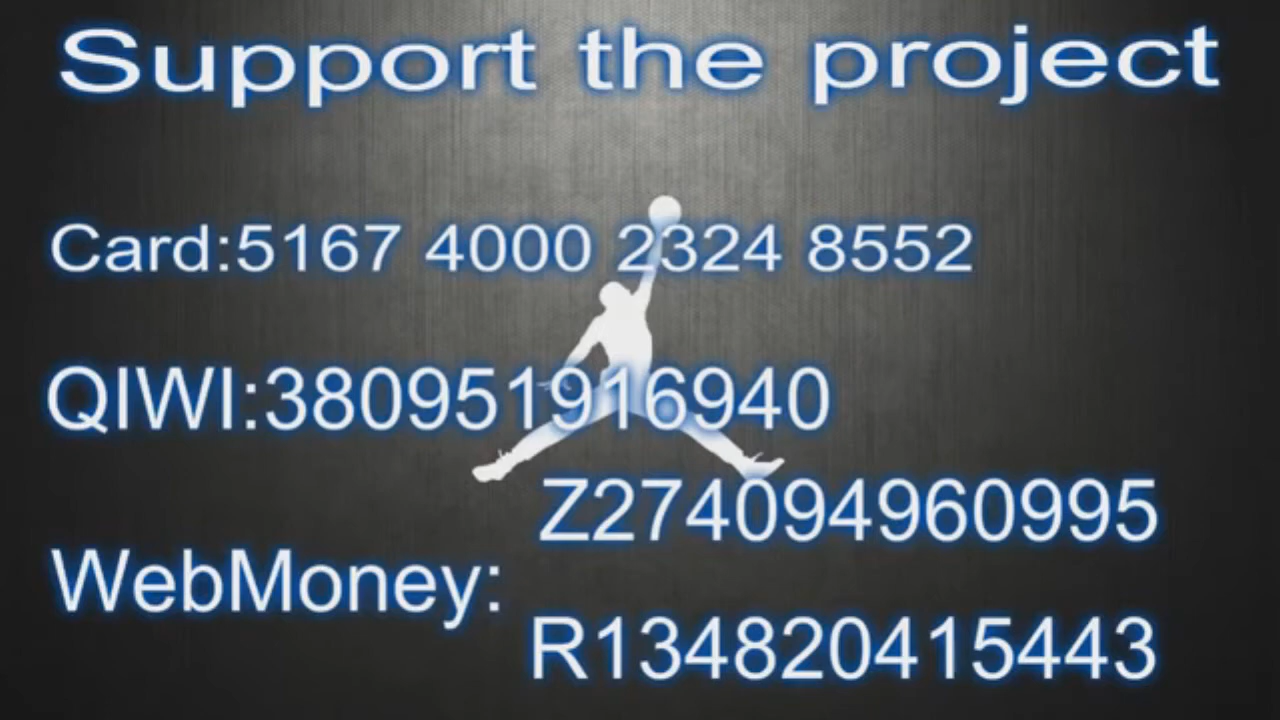 Support the project
Card:5167 4000 2324 8552
QIWI:380951916940
Z274094960995
WebMoney:
R134820415443